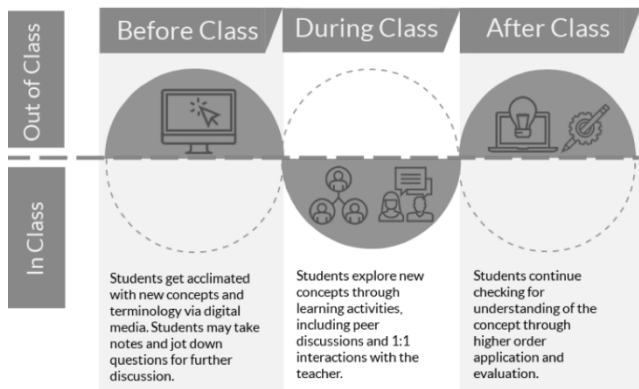 Before Class
During Class
After Class
Out of Class
In Class
Students get acclimated
with new concepts and
terminology via digital
media. Students may take
notes and jot down
questions for further
discussion.
Students explore new
concepts through
learning activities,
including peer
discussions and 1:1
interactions with the
teacher.
Students continue
checking for
understanding of the
concept through
higher order
application and
evaluation.